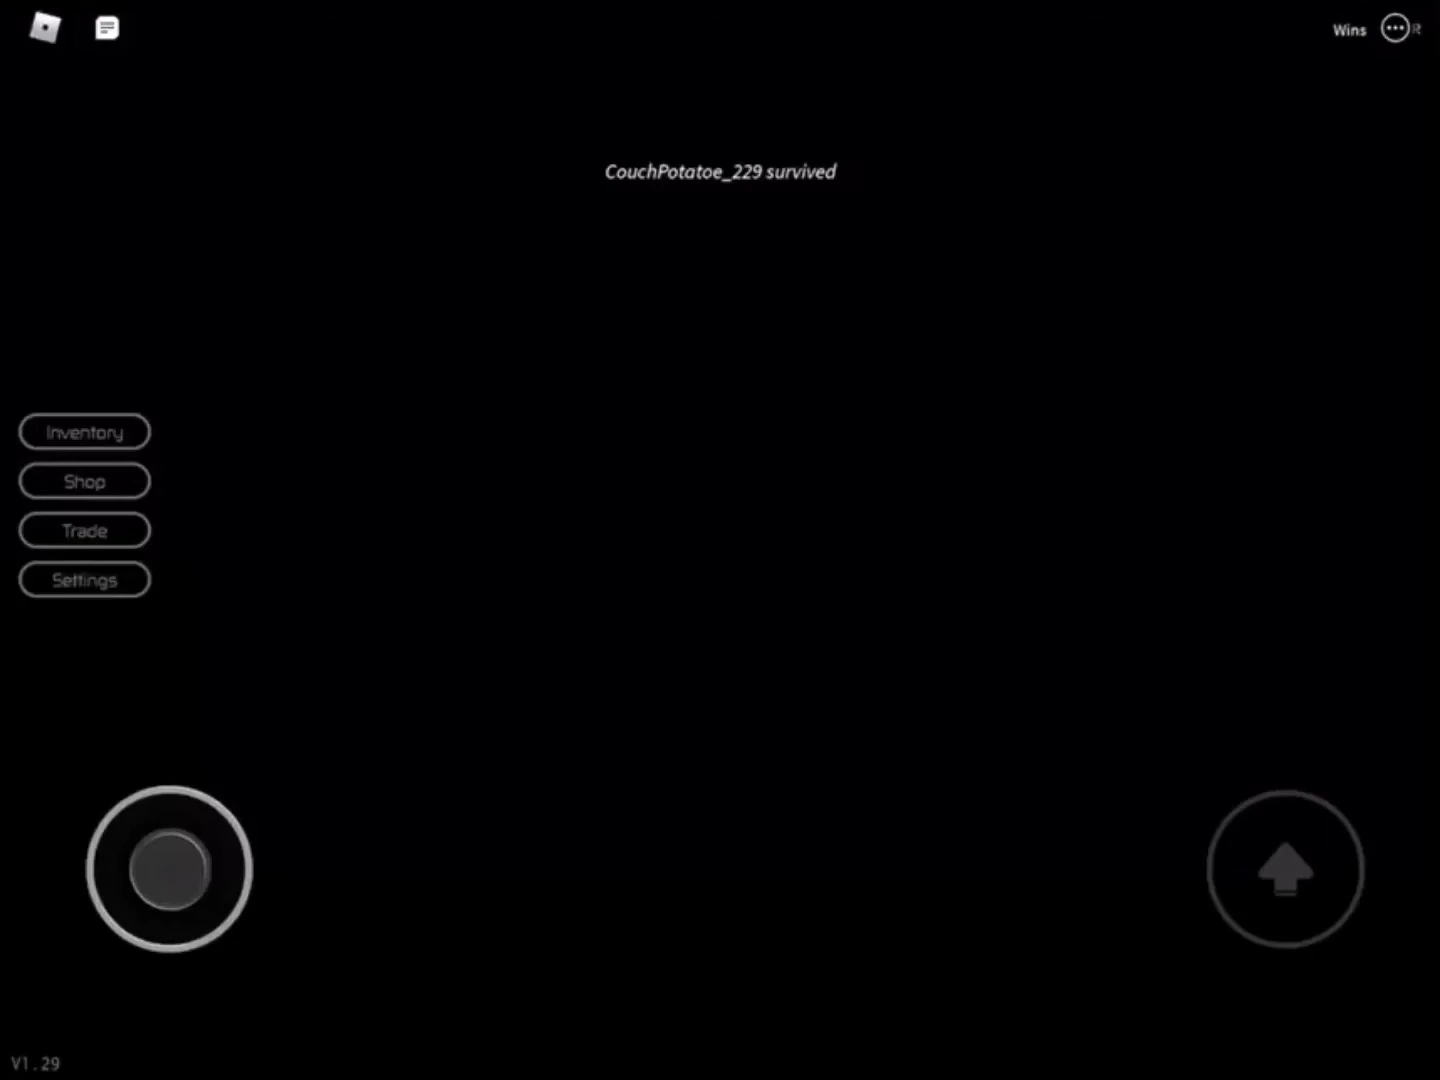 Wins
R
CouchPotatoe_229 survived
Inventory
Shop
Trade
Settings
V1.29